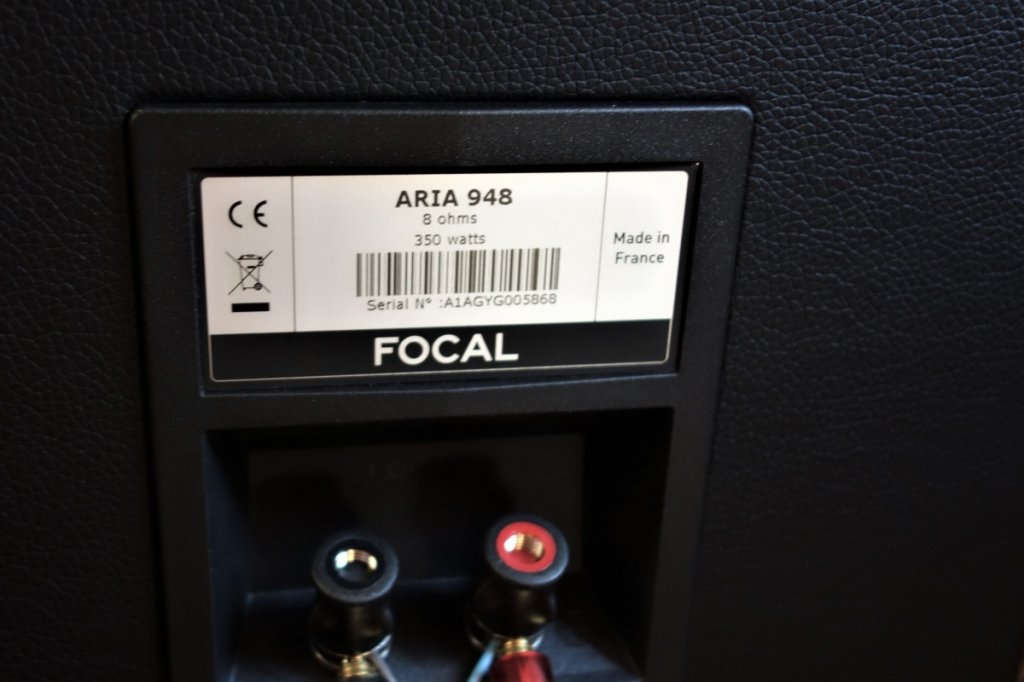 CE
ARIA 948
8 ohms
350 watts
Serial N° :A1AGYG005868
Made in
France
FOCAL